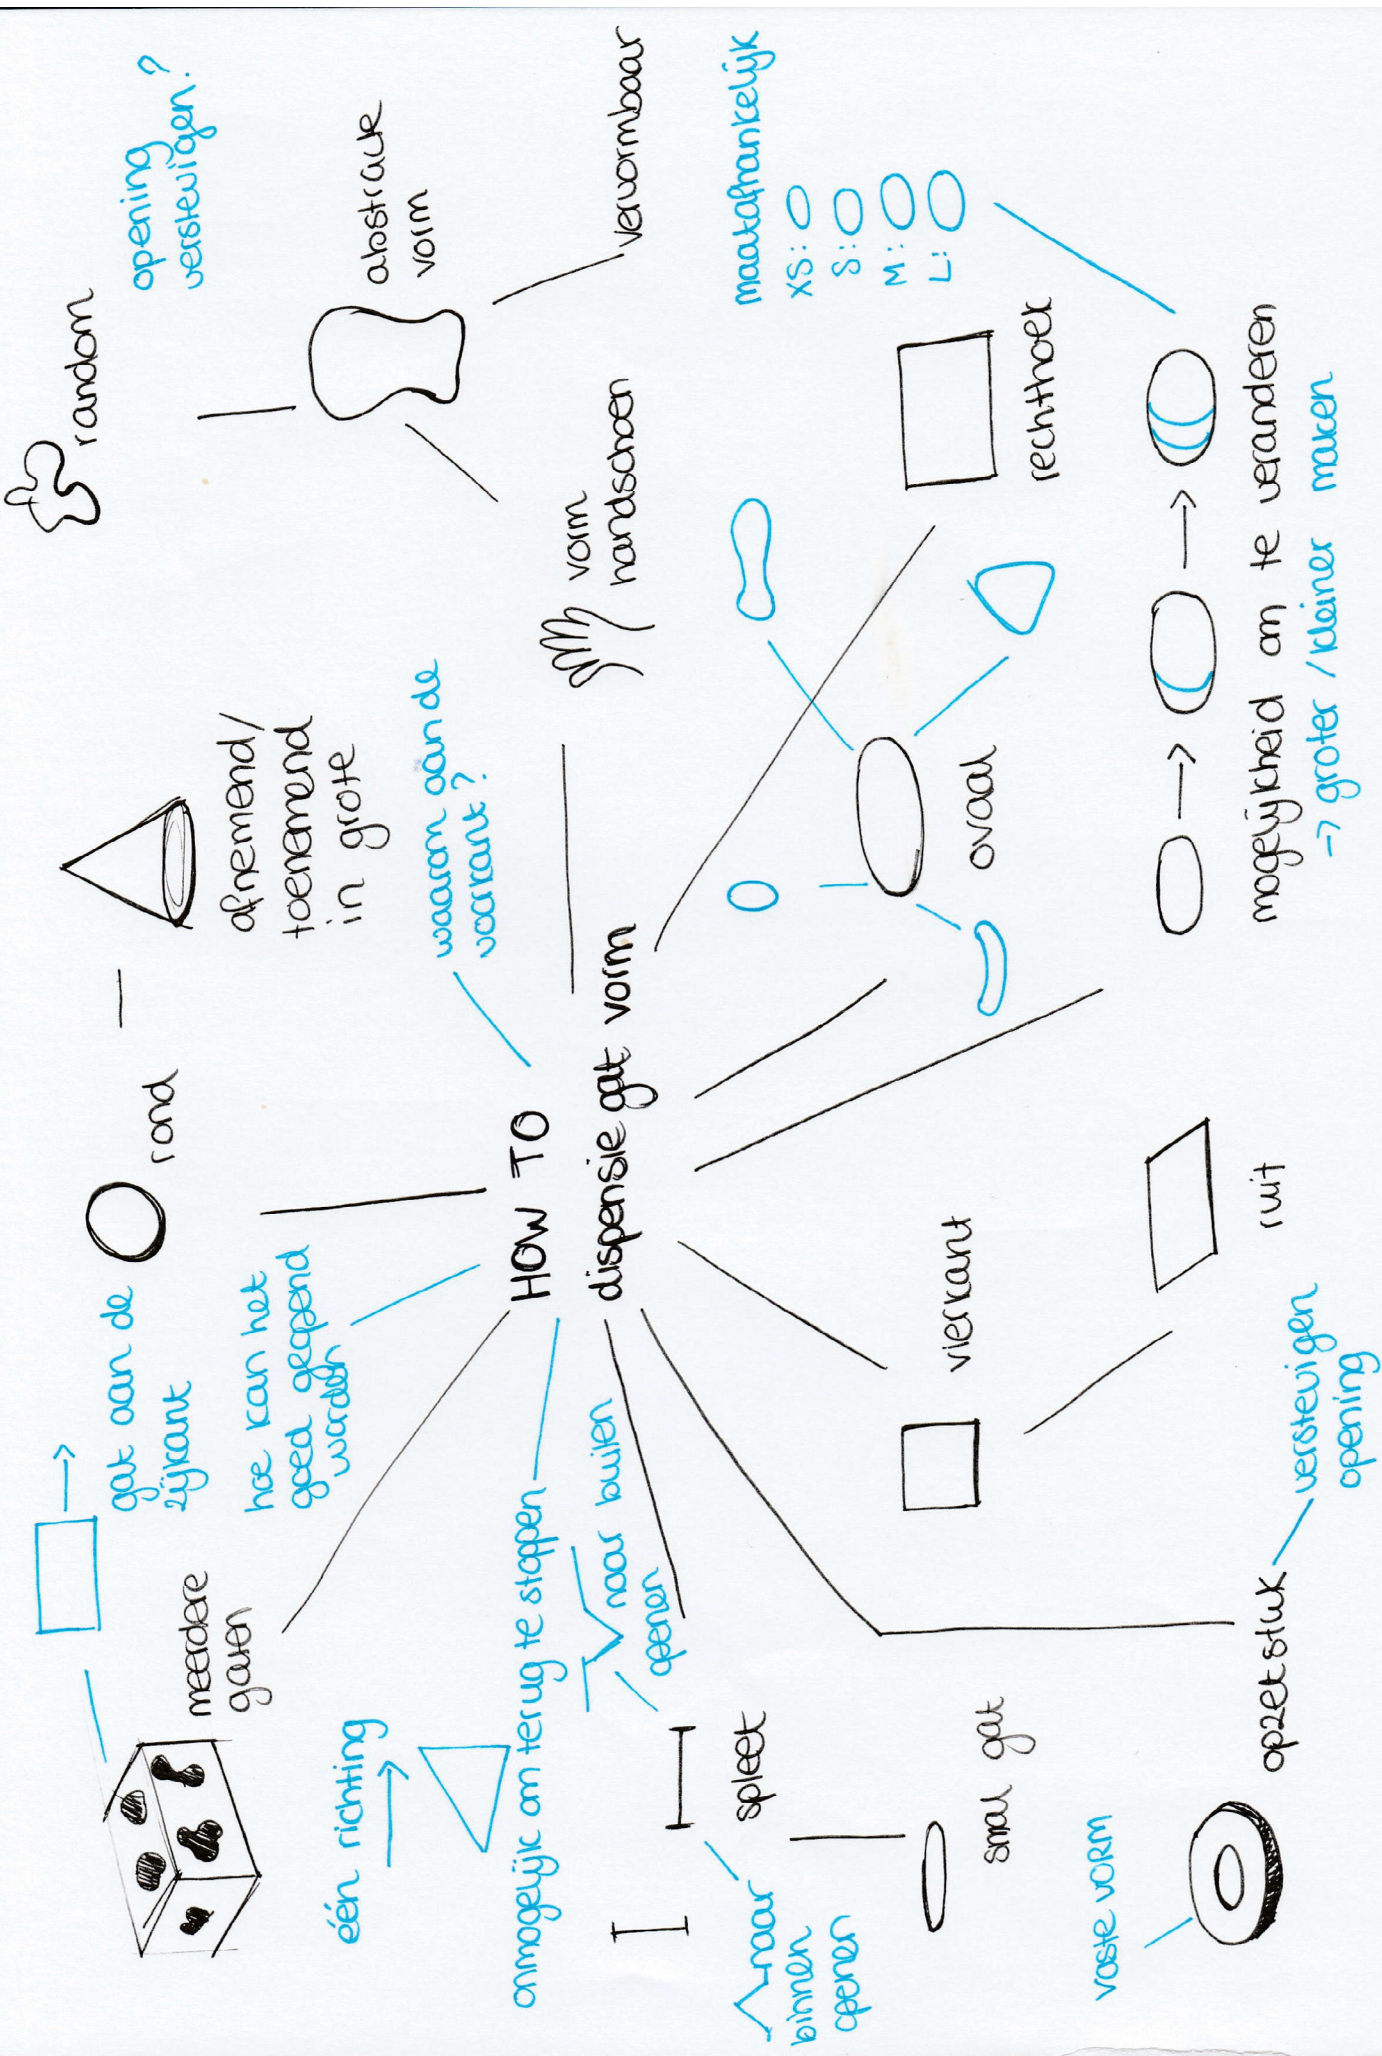 HOW TO
dispensie gat vorm
meerdere
gaten
gat aan de
zijkant
hoe kan het
goed geopend
worden
rond
afnemend/
toenemend
in grote
waarom aan de
voorkant?
random
opening
verstevigen?
abstracte
vorm
vervormbaar
vorm
handschoen
één richting
onmogelijk om terug te stoppen
naar buiten
openen
spleet
naar
binnen
openen
smal gat
vierkant
ruit
ovaal
rechthoek
maatafhankelijk
XS:
S:
M:
L:
mogelijkheid om te veranderen
→ groter/kleiner maken
vaste vorm
opzetstuk
verstevigen
opening